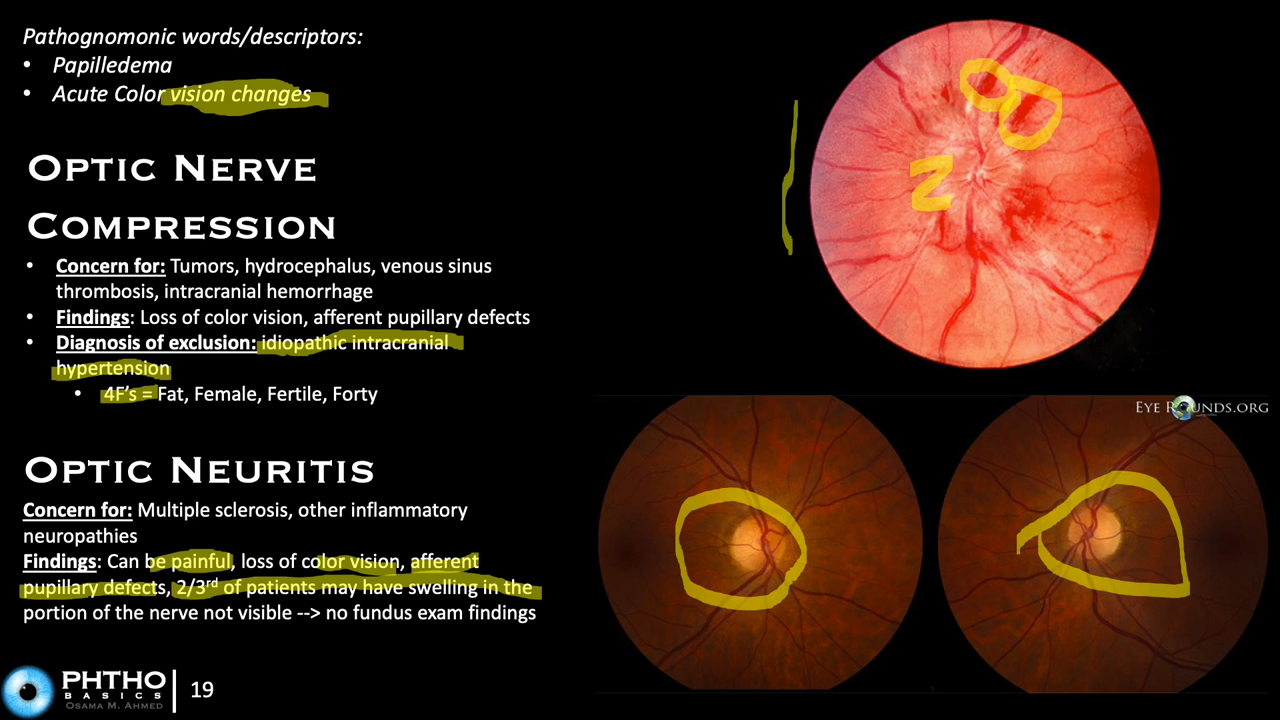 Pathognomonic words/descriptors:
• Papilledema
• Acute Color vision changes
OPTIC NERVE
COMPRESSION
• Concern for: Tumors, hydrocephalus, venous sinus
thrombosis, intracranial hemorrhage
• Findings: Loss of color vision, afferent pupillary defects
• Diagnosis of exclusion: idiopathic intracranial
hypertension
• 4F's = Fat, Female, Fertile, Forty
OPTIC NEURITIS
Concern for: Multiple sclerosis, other inflammatory
neuropathies
Findings: Can be painful, loss of color vision, afferent
pupillary defects, 2/3rd of patients may have swelling in the
portion of the nerve not visible --> no fundus exam findings
N
EYE ROUNDS.ORG
PHTHO
BASICS
OSAMA M. AHMED
19